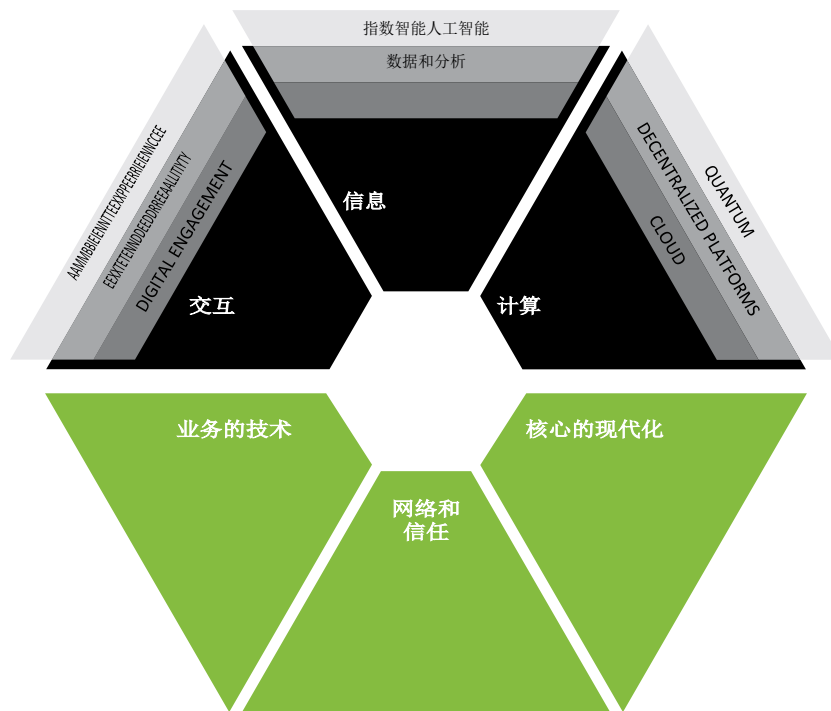 指数智能人工智能
数据和分析
信息
AAMMBBIEIENNTTEEXXPPEERRIEIENNCCEE
EEXXTETENNDDEEDDRREEAALLITIYTY
DIGITAL ENGAGEMENT
交互
QUANTUM
DECENTRALIZED PLATFORMS
CLOUD
计算
业务的技术
核心的现代化
网络和
信任